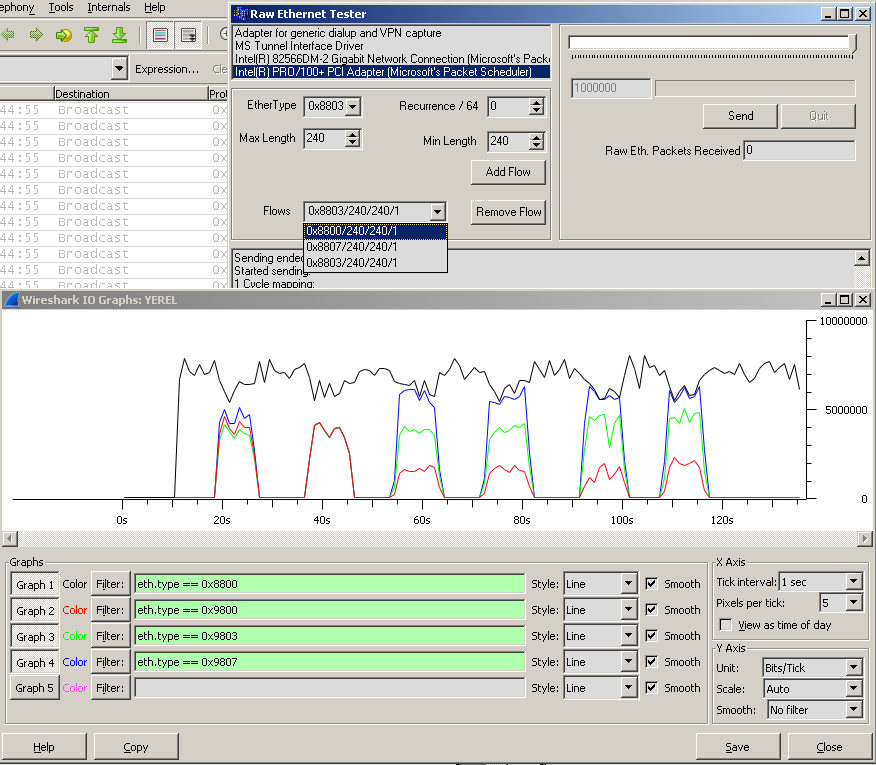 ephony Tools Internals Help
Expression... Cle
Destination Prot
44:55 Broadcast 0x
44:55 Broadcast 0x
44:55 Broadcast 0x
44:55 Broadcast 0x
44:55 Broadcast 0x
44:55 Broadcast 0x
44:55 Broadcast 0x
44:55 Broadcast 0x
44:55 Broadcast 0x
44:55 Broadcast 0x
44:55 Broadcast 0x
44:55 Broadcast 0x
Raw Ethernet Tester
Adapter for generic dialup and VPN capture
MS Tunnel Interface Driver
Intel(R) 82566DM-2 Gigabit Network Connection (Microsoft's Pack
Intel(R) PRO/100+ PCI Adapter (Microsoft's Packet Scheduler)
EtherType 0x8803 Recurrence / 64 0
Max Length 240 Min Length 240
Add Flow
Flows 0x8803/240/240/1 Remove Flow
0x8800/240/240/1
0x8807/240/240/1
0x8803/240/240/1
1000000
Send Quit
Raw Eth. Packets Received 0
Sending ended
Started sending.
1 Cycle mapping:
Wireshark IO Graphs: YEREL
10000000
5000000
0
0s 20s 40s 60s 80s 100s 120s
Graphs
Graph 1 Color Filter: eth.type == 0x8800 Style: Line Smooth
Graph 2 Color Filter: eth.type == 0x9800 Style: Line Smooth
Graph 3 Color Filter: eth.type == 0x9803 Style: Line Smooth
Graph 4 Color Filter: eth.type == 0x9807 Style: Line Smooth
Graph 5 Color Filter: Style: Line Smooth
X Axis
Tick interval: 1 sec
Pixels per tick: 5
View as time of day
Y Axis
Unit: Bits/Tick
Scale: Auto
Smooth: No filter
Help Copy Save Close